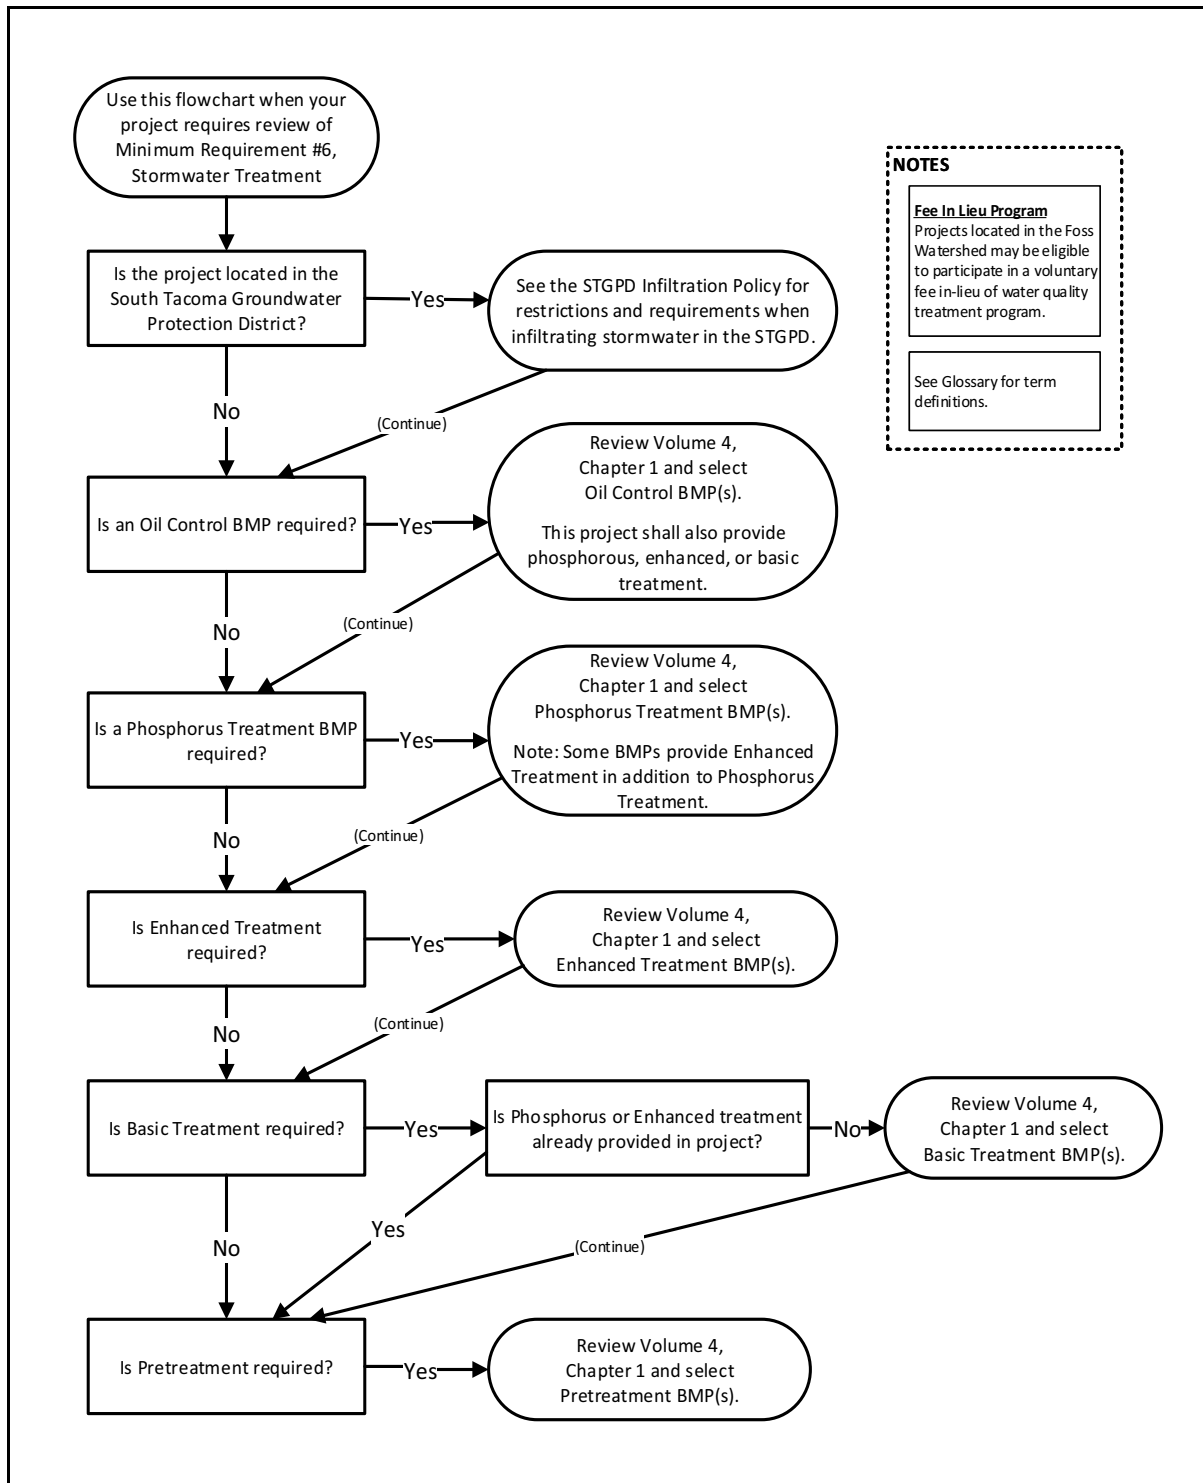 Use this flowchart when your
project requires review of
Minimum Requirement #6,
Stormwater Treatment
NOTES
Fee In Lieu Program
Projects located in the Foss
Watershed may be eligible
to participate in a voluntary
fee in-lieu of water quality
treatment program.
See Glossary for term
definitions.
Is the project located in the
South Tacoma Groundwater
Protection District?
Yes
See the STGPD Infiltration Policy for
restrictions and requirements when
infiltrating stormwater in the STGPD.
No
(Continue)
Is an Oil Control BMP required?
Yes
Review Volume 4,
Chapter 1 and select
Oil Control BMP(s).
This project shall also provide
phosphorous, enhanced, or basic
treatment.
No
(Continue)
Is a Phosphorus Treatment BMP
required?
Yes
Review Volume 4,
Chapter 1 and select
Phosphorus Treatment BMP(s).
Note: Some BMPs provide Enhanced
Treatment in addition to Phosphorus
Treatment.
No
(Continue)
Is Enhanced Treatment
required?
Yes
Review Volume 4,
Chapter 1 and select
Enhanced Treatment BMP(s).
No
(Continue)
Is Basic Treatment required?
Yes
Is Phosphorus or Enhanced treatment
already provided in project?
No
Review Volume 4,
Chapter 1 and select
Basic Treatment BMP(s).
No
Yes
(Continue)
Is Pretreatment required?
Yes
Review Volume 4,
Chapter 1 and select
Pretreatment BMP(s).